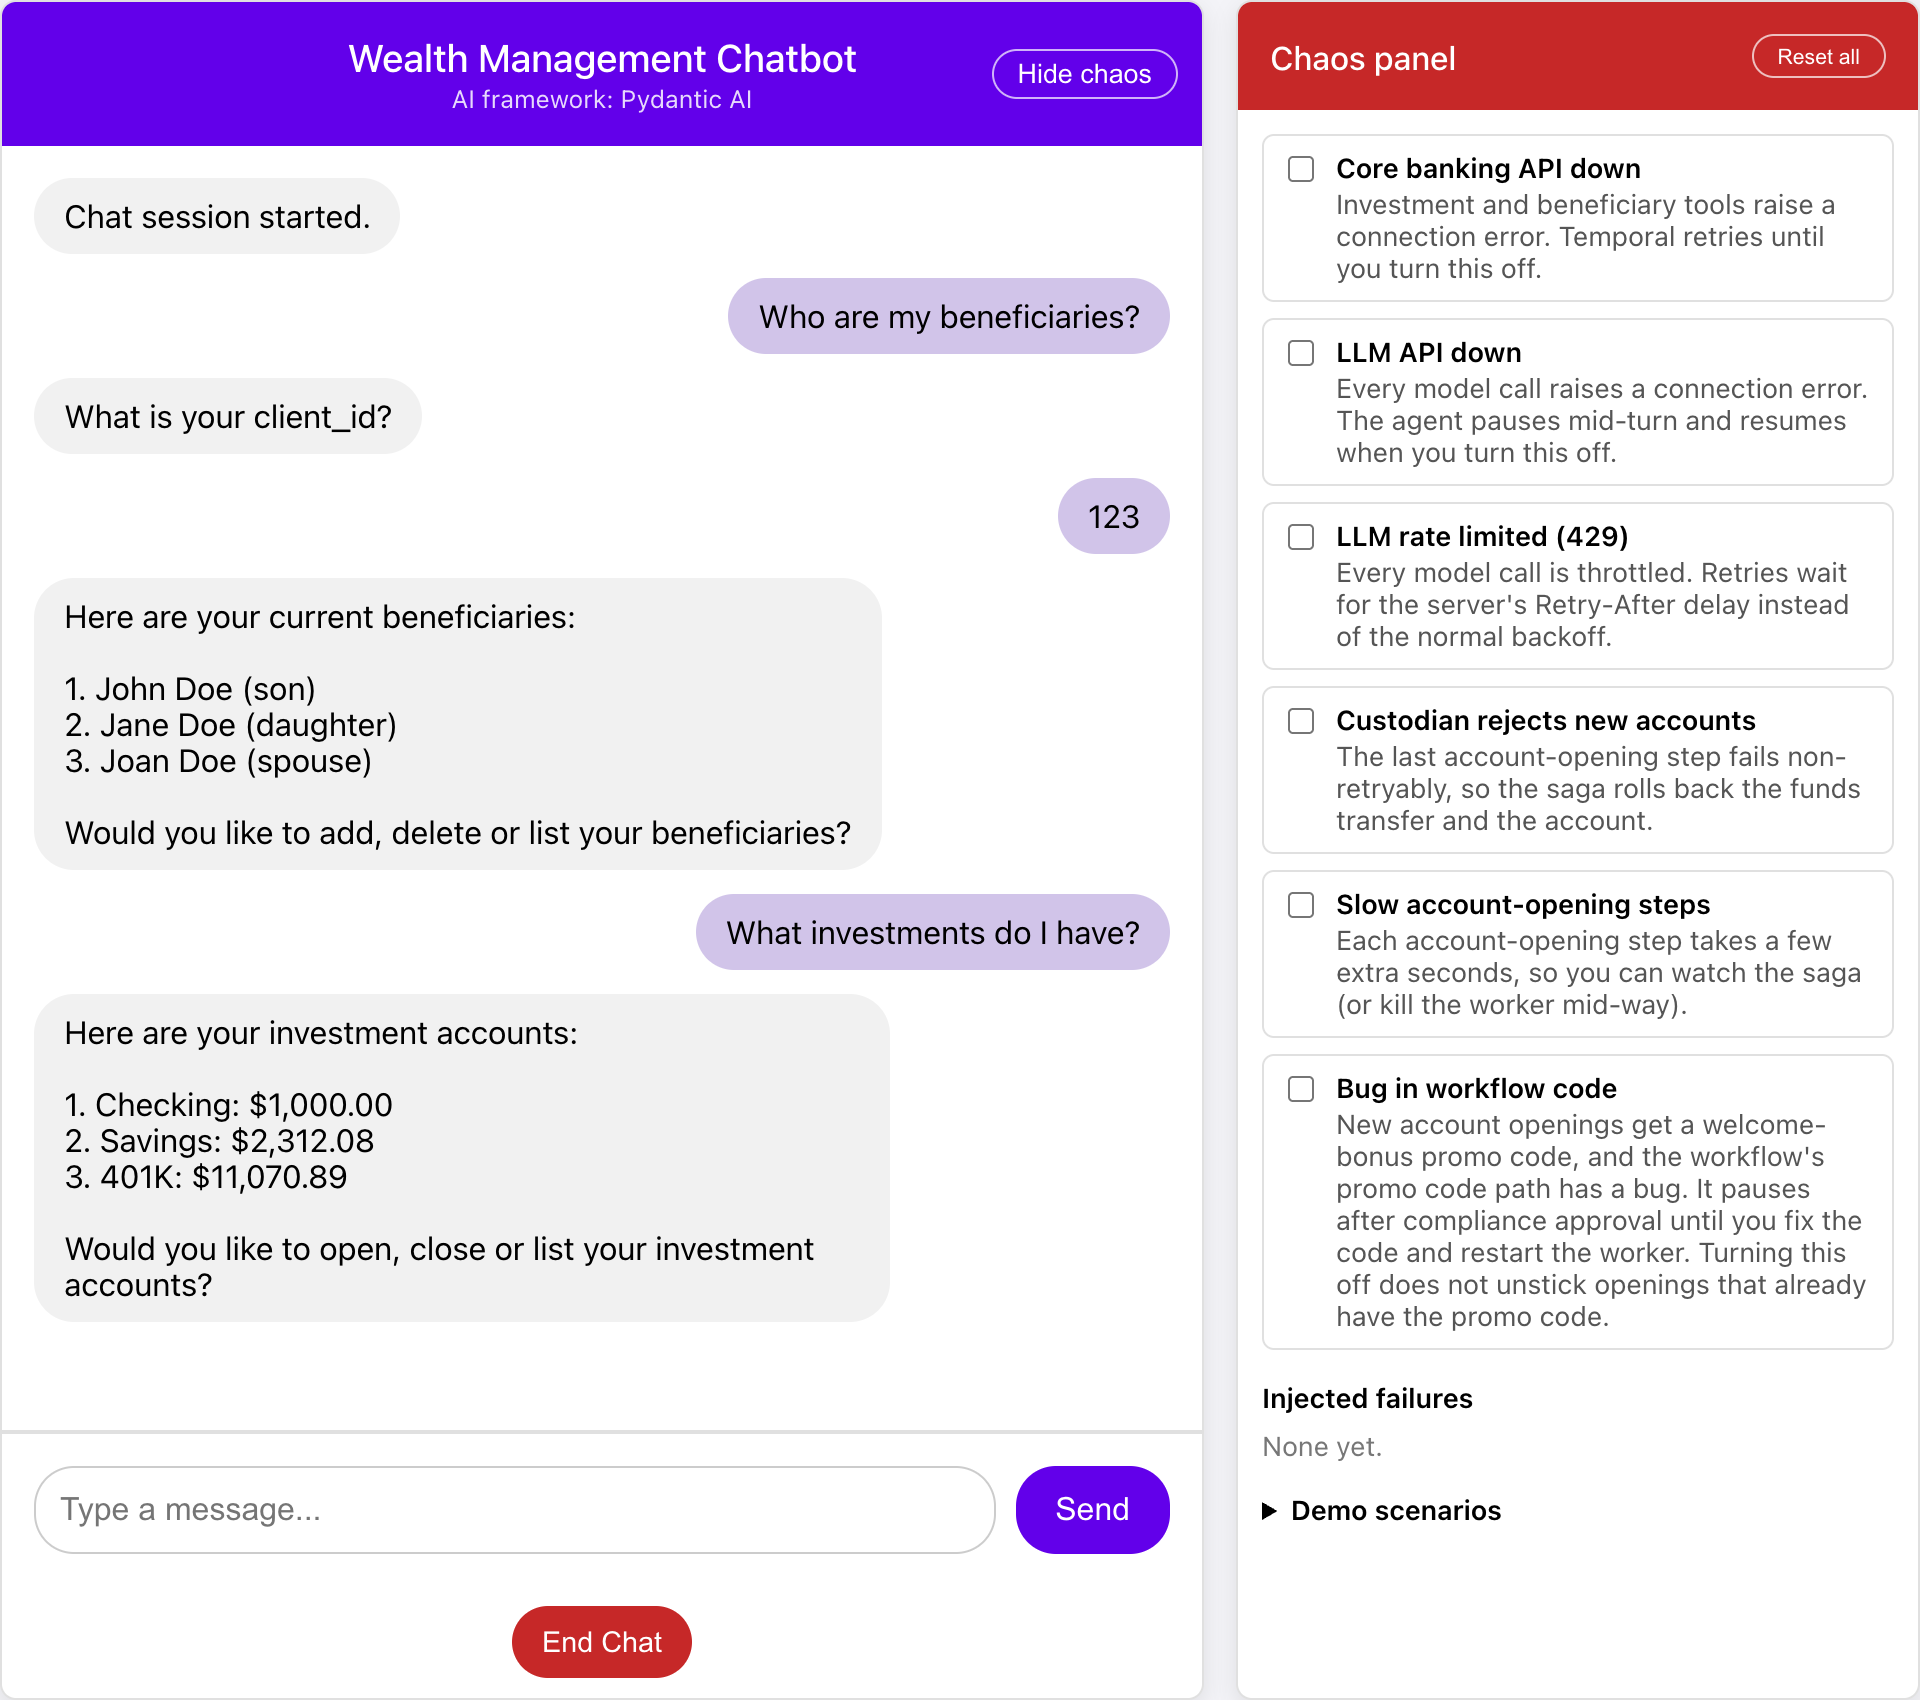 Wealth Management Chatbot
AI framework: Pydantic AI
Hide chaos
Chat session started.
Who are my beneficiaries?
What is your client_id?
123
Here are your current beneficiaries:
1. John Doe (son)
2. Jane Doe (daughter)
3. Joan Doe (spouse)
Would you like to add, delete or list your beneficiaries?
What investments do I have?
Here are your investment accounts:
1. Checking: $1,000.00
2. Savings: $2,312.08
3. 401K: $11,070.89
Would you like to open, close or list your investment
accounts?
Type a message...
Send
End Chat
Chaos panel
Reset all
Core banking API down
Investment and beneficiary tools raise a
connection error. Temporal retries until
you turn this off.
LLM API down
Every model call raises a connection error.
The agent pauses mid-turn and resumes
when you turn this off.
LLM rate limited (429)
Every model call is throttled. Retries wait
for the server's Retry-After delay instead
of the normal backoff.
Custodian rejects new accounts
The last account-opening step fails non-
retryably, so the saga rolls back the funds
transfer and the account.
Slow account-opening steps
Each account-opening step takes a few
extra seconds, so you can watch the saga
(or kill the worker mid-way).
Bug in workflow code
New account openings get a welcome-
bonus promo code, and the workflow's
promo code path has a bug. It pauses
after compliance approval until you fix the
code and restart the worker. Turning this
off does not unstick openings that already
have the promo code.
Injected failures
None yet.
Demo scenarios